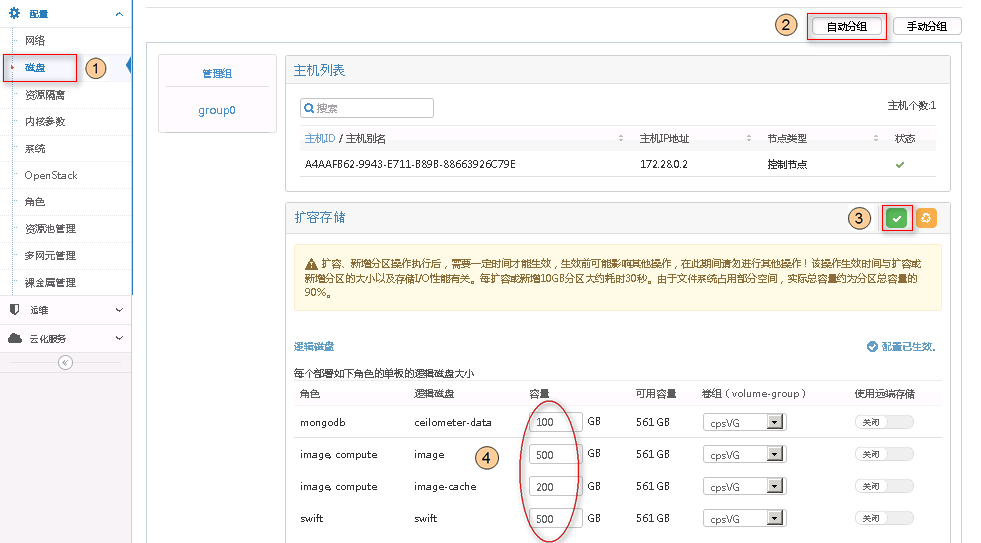 配置
网络
磁盘
1
资源隔离
内核参数
系统
OpenStack
角色
资源池管理
多网元管理
裸金属管理
运维
云化服务
2
自动分组
手动分组
管理组
group0
主机列表
搜索
主机个数:1
主机ID / 主机别名 主机IP地址 节点类型 状态
A4AAFB62-9943-E711-B89B-88663926C79E 172.28.0.2 控制节点
扩容存储
3
扩容、新增分区操作执行后，需要一定时间才能生效，生效前可能影响其他操作，在此期间请勿进行其他操作！该操作生效时间与扩容或
新增分区的大小以及存储I/O性能有关。每扩容或新增10GB分区大约耗时30秒。由于文件系统占用部分空间，实际总容量约为分区总容量的
90%。
逻辑磁盘
配置已生效。
每个部署如下角色的单板的逻辑磁盘大小
角色 逻辑磁盘 容量 可用容量 卷组（volume-group） 使用远端存储
mongodb ceilometer-data 100 GB 561 GB cpsVG 关闭
image, compute image 500 GB 561 GB cpsVG 关闭
4
image, compute image-cache 200 GB 561 GB cpsVG 关闭
swift swift 500 GB 561 GB cpsVG 关闭